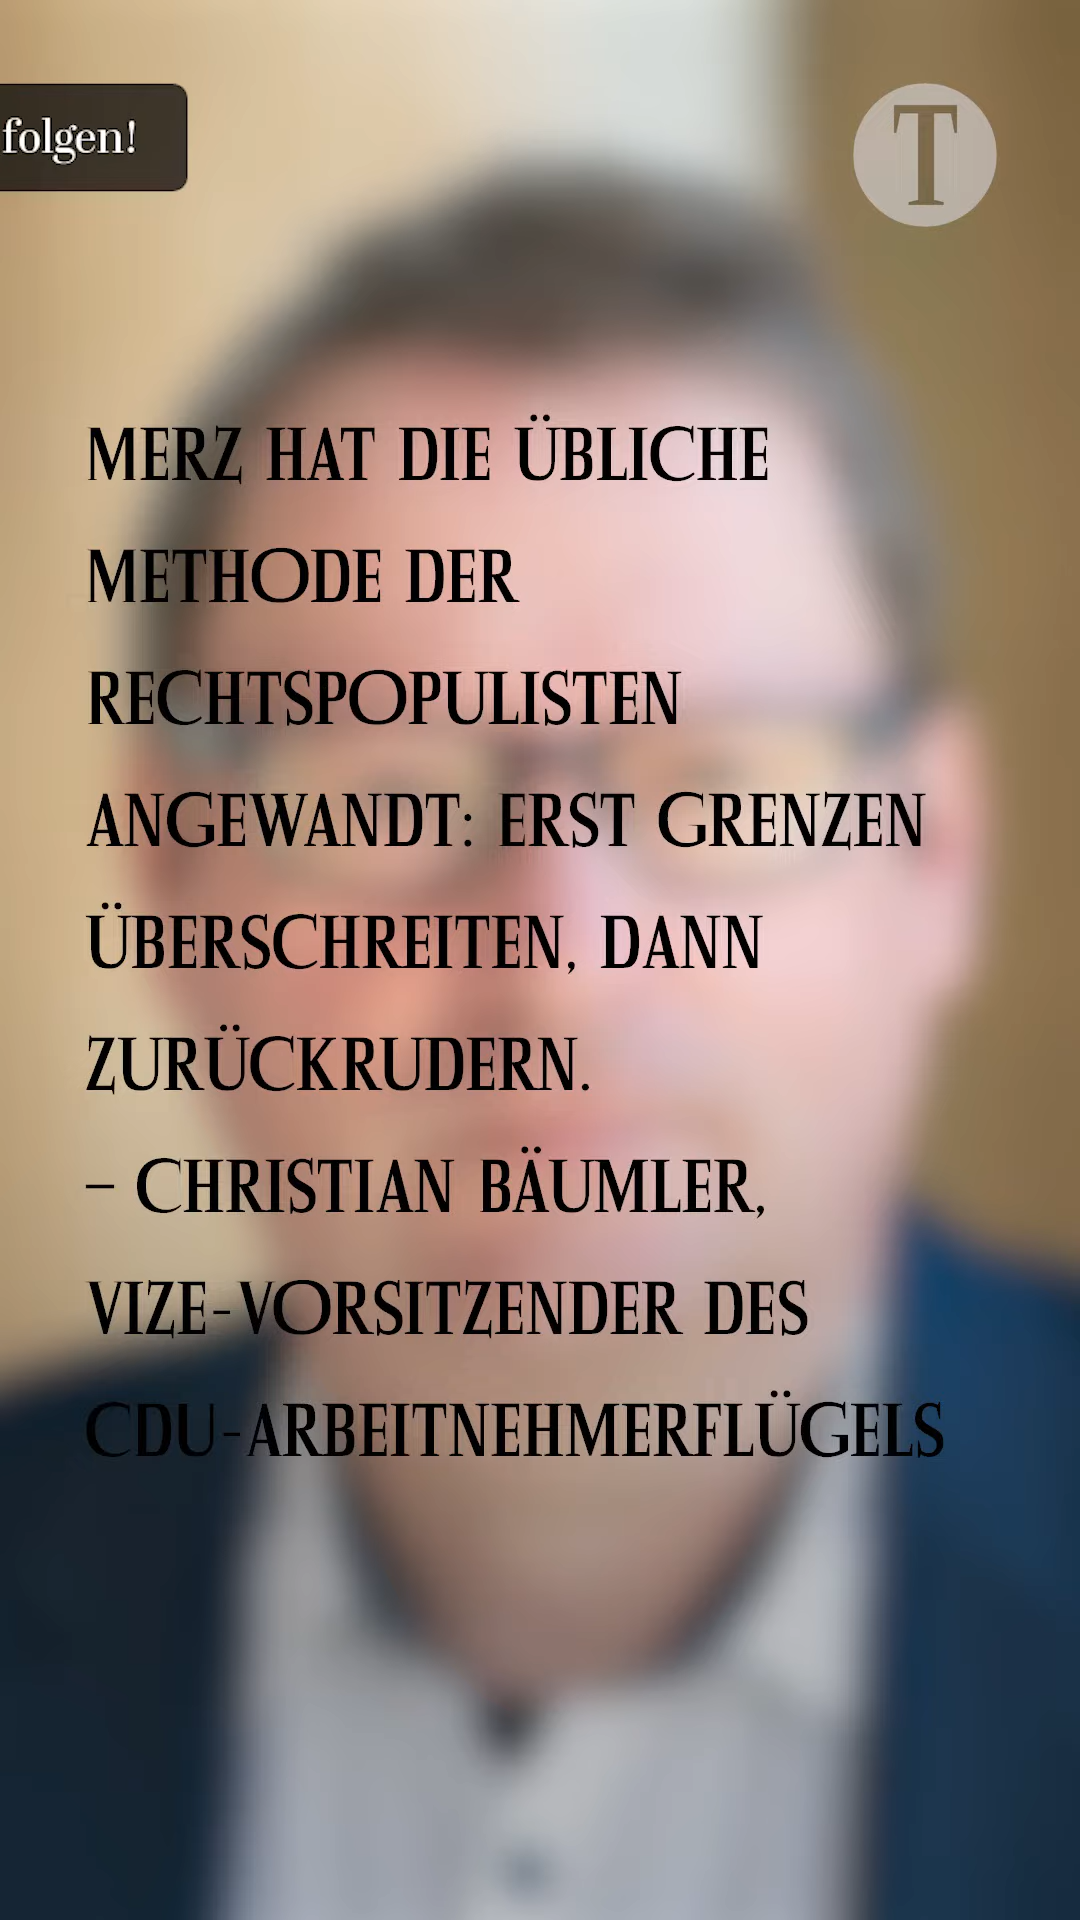 folgen!
T
MERZ HAT DIE ÜBLICHE
METHODE DER
RECHTSPOPULISTEN
ANGEWANDT: ERST GRENZEN
ÜBERSCHREITEN, DANN
ZURÜCKRUDERN.
– CHRISTIAN BÄUMLER,
VIZE-VORSITZENDER DES
CDU-ARBEITNEHMERFLÜGELS